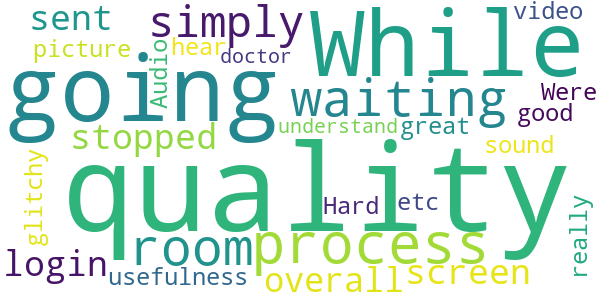 sent
simply
While
video
picture
hear
doctor
Audio
going
waiting
Were
good
stopped
understand
great
quality
sound
glitchy
Hard
etc
really
login
room
process
usefulness
overall
screen